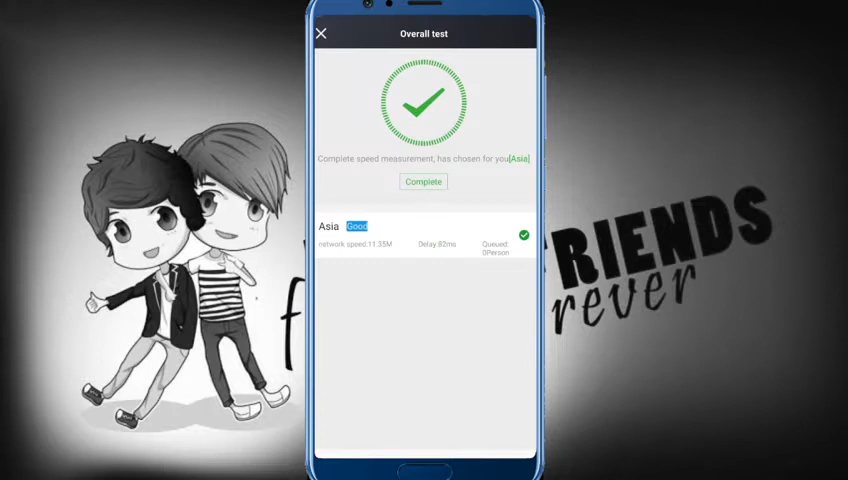 Overall test
Complete speed measurement, has chosen for you[Asia]
Complete
Asia Good
network speed:11.35M Delay:82ms Queued:
0Person
FRIENDS
rever